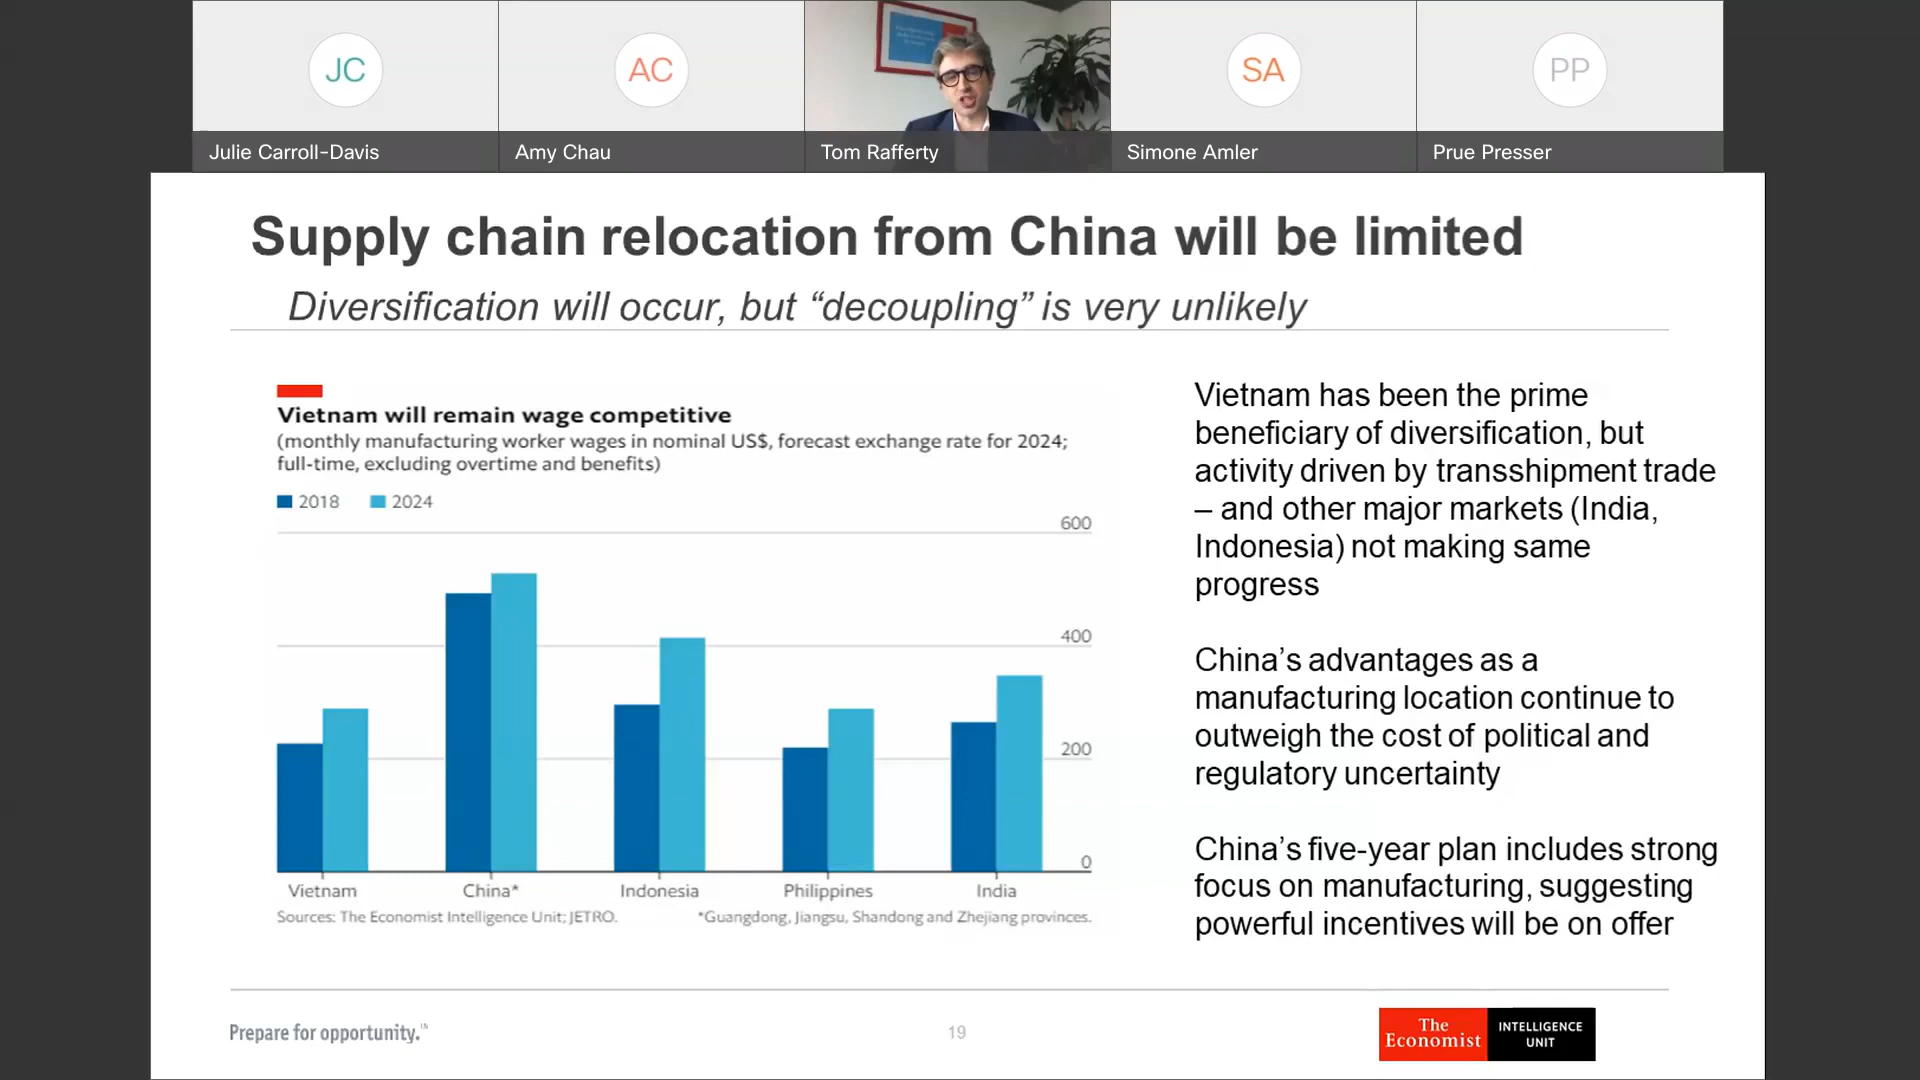 JC
AC
SA
PP
Julie Carroll-Davis
Amy Chau
Tom Rafferty
Simone Amler
Prue Presser
Supply chain relocation from China will be limited
Diversification will occur, but “decoupling” is very unlikely
Vietnam will remain wage competitive
(monthly manufacturing worker wages in nominal US$, forecast exchange rate for 2024;
full-time, excluding overtime and benefits)
2018 2024
600
400
200
0
Vietnam China* Indonesia Philippines India
Sources: The Economist Intelligence Unit; JETRO. *Guangdong, Jiangsu, Shandong and Zhejiang provinces.
Vietnam has been the prime
beneficiary of diversification, but
activity driven by transshipment trade
– and other major markets (India,
Indonesia) not making same
progress
China’s advantages as a
manufacturing location continue to
outweigh the cost of political and
regulatory uncertainty
China’s five-year plan includes strong
focus on manufacturing, suggesting
powerful incentives will be on offer
Prepare for opportunity.
19
The
Economist
INTELLIGENCE
UNIT